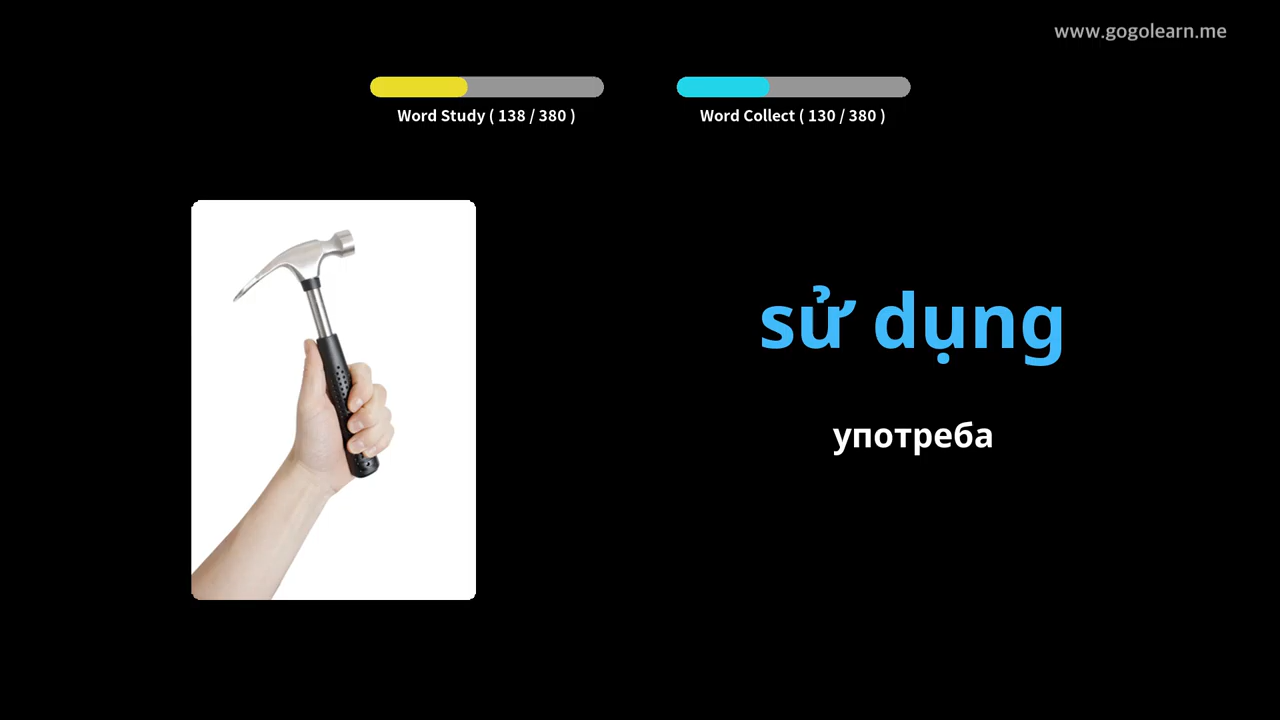 www.gogolearn.me
Word Study ( 138 / 380 )
Word Collect ( 130 / 380 )
sử dụng
употреба